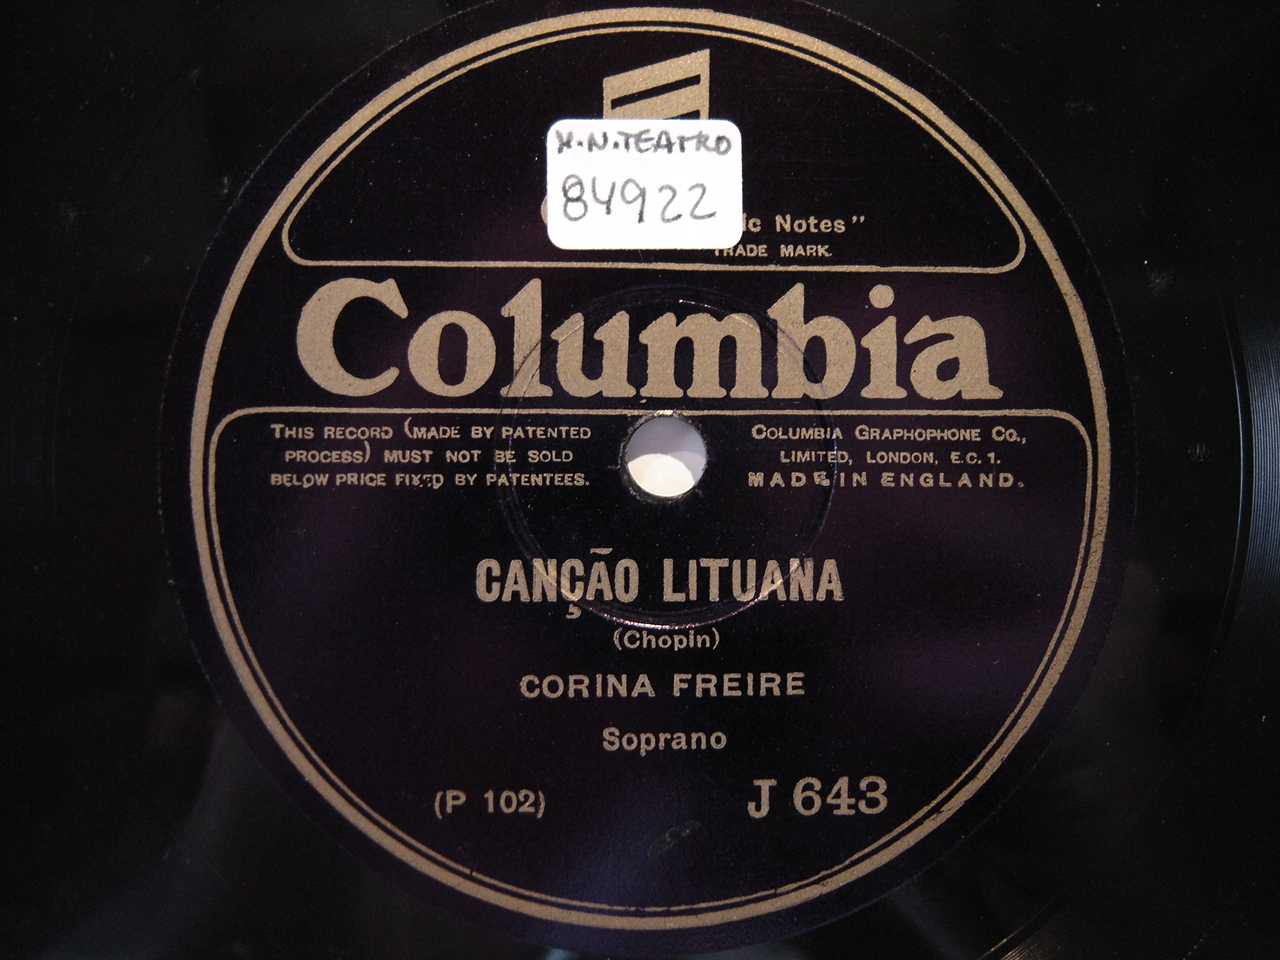 M.N.TEATRO
84922
Notes”
TRADE MARK.
Columbia
THIS RECORD (MADE BY PATENTED
PROCESS) MUST NOT BE SOLD
BELOW PRICE FIXED BY PATENTEES.
COLUMBIA GRAPHOPHONE CO.,
LIMITED, LONDON, E.C.1.
MADE IN ENGLAND.
CANÇÃO LITUANA
(Chopin)
CORINA FREIRE
Soprano
(P 102)
J 643